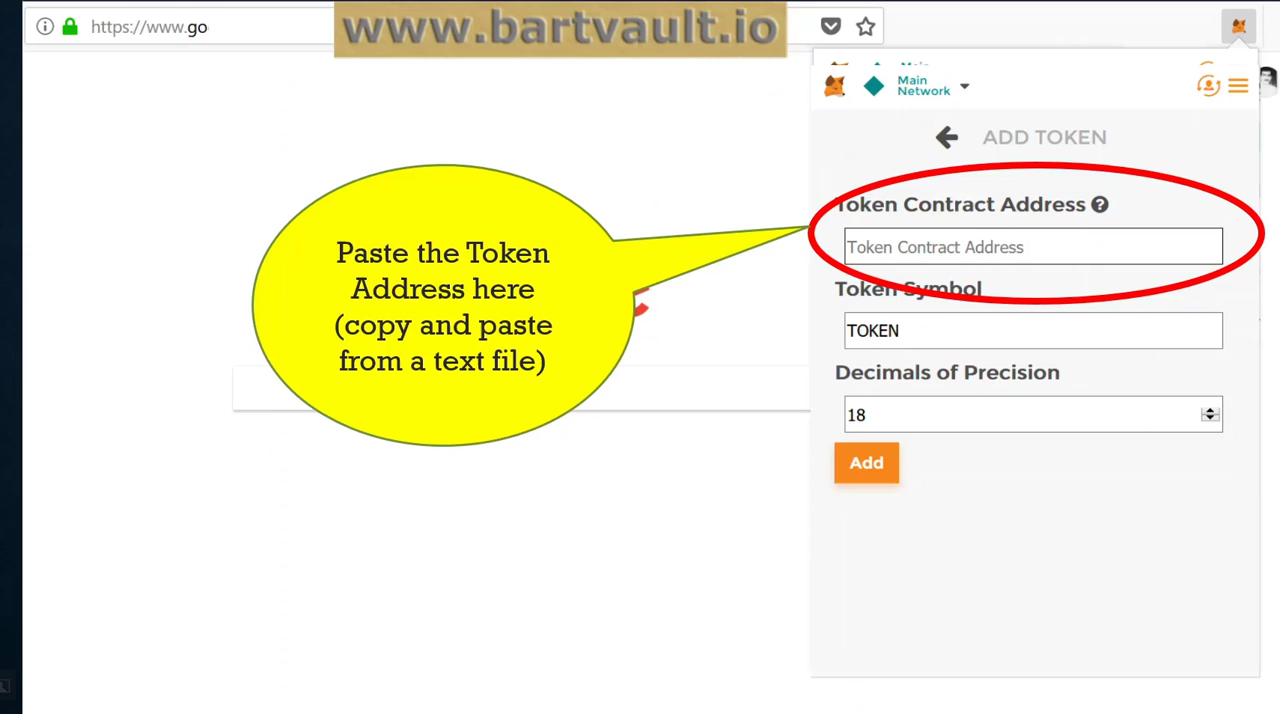 https://www.go
www.bartvault.io
Main
Network
ADD TOKEN
Token Contract Address
Token Contract Address
Token Symbol
TOKEN
Decimals of Precision
18
Add
Paste the Token
Address here
(copy and paste
from a text file)